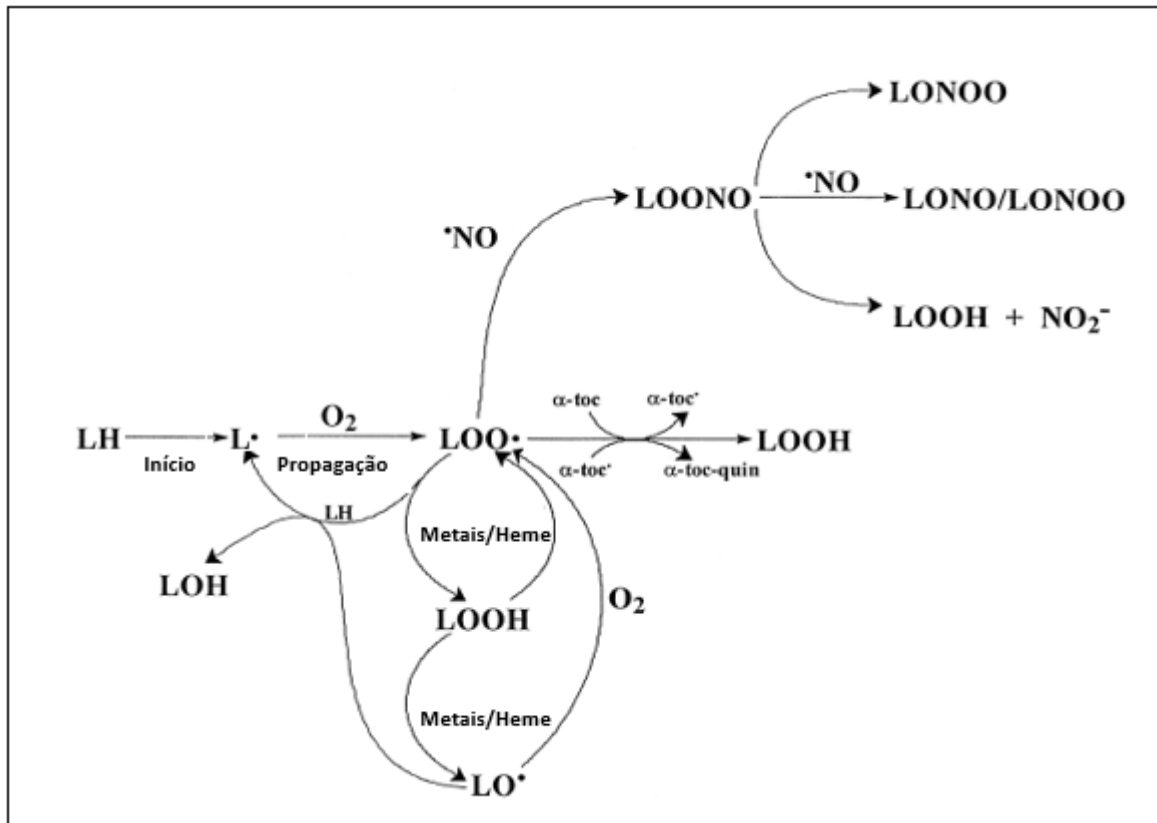 LONOO
LOONO
•NO
LONO/LONOO
•NO
LOOH + NO₂⁻
LH
Início
L•
O₂
Propagação
LOO•
α-toc
α-toc•
α-toc•
α-toc-quin
LOOH
LH
Metais/Heme
LOH
LOOH
O₂
Metais/Heme
LO•